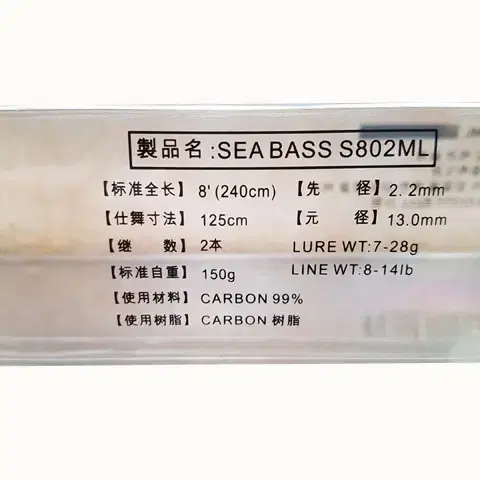 製品名:SEA BASS S802ML
【标准全长】 8'(240cm) 【先 径】2.2mm
【仕舞寸法】 125cm 【元 径】13.0mm
【继 数】 2本 LURE WT:7-28g
【标准自重】 150g LINE WT:8-14lb
【使用材料】 CARBON 99%
【使用树脂】 CARBON 树脂